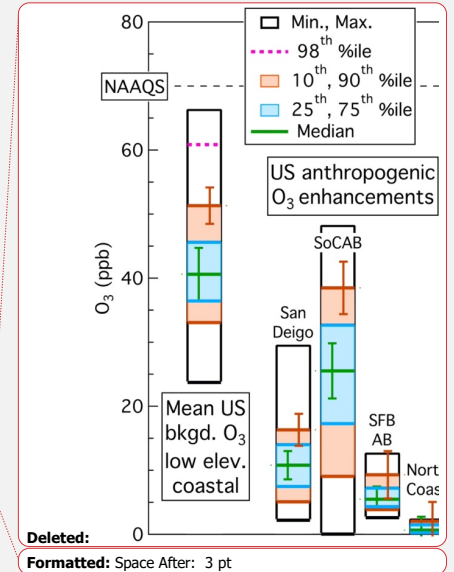 80
60
40
20
0
O3 (ppb)
NAAQS
Min., Max.
98th %ile
10th, 90th %ile
25th, 75th %ile
Median
US anthropogenic
O3 enhancements
SoCAB
San
Deigo
SFB
AB
Nort
Coas
Mean US
bkgd. O3
low elev.
coastal
Deleted:
Formatted: Space After: 3 pt